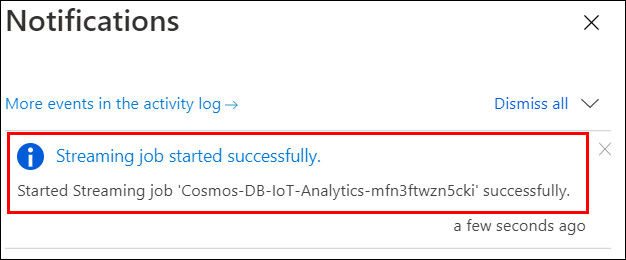 Notifications
More events in the activity log → Dismiss all
Streaming job started successfully.
Started Streaming job 'Cosmos-DB-IoT-Analytics-mfn3ftwzn5cki' successfully.
a few seconds ago